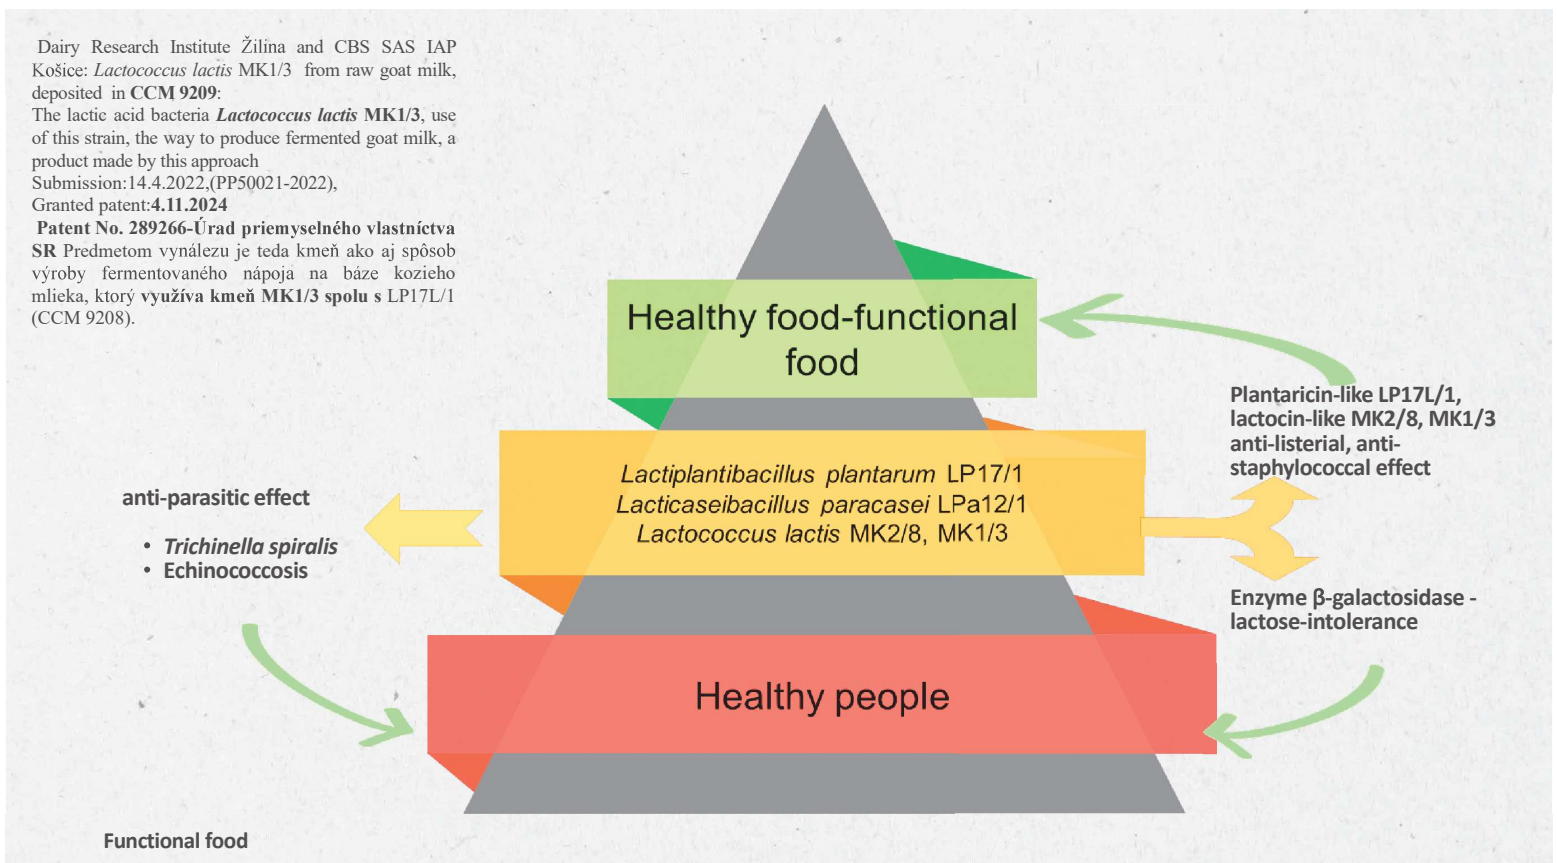 Dairy Research Institute Žilina and CBS SAS IAP
Košice: Lactococcus lactis MK1/3 from raw goat milk,
deposited in CCM 9209:
The lactic acid bacteria Lactococcus lactis MK1/3, use
of this strain, the way to produce fermented goat milk, a
product made by this approach
Submission:14.4.2022,(PP50021-2022),
Granted patent:4.11.2024
Patent No. 289266-Úrad priemyselného vlastníctva
SR Predmetom vynálezu je teda kmeň ako aj spôsob
výroby fermentovaného nápoja na báze kozieho
mlieka, ktorý využíva kmeň MK1/3 spolu s LP17L/1
(CCM 9208).
Healthy food-functional
food
Plantaricin-like LP17L/1,
lactocin-like MK2/8, MK1/3
anti-listerial, anti-
staphylococcal effect
Lactiplantibacillus plantarum LP17/1
Lacticaseibacillus paracasei LPa12/1
Lactococcus lactis MK2/8, MK1/3
anti-parasitic effect
• Trichinella spiralis
• Echinococcosis
Enzyme β-galactosidase -
lactose-intolerance
Healthy people
Functional food